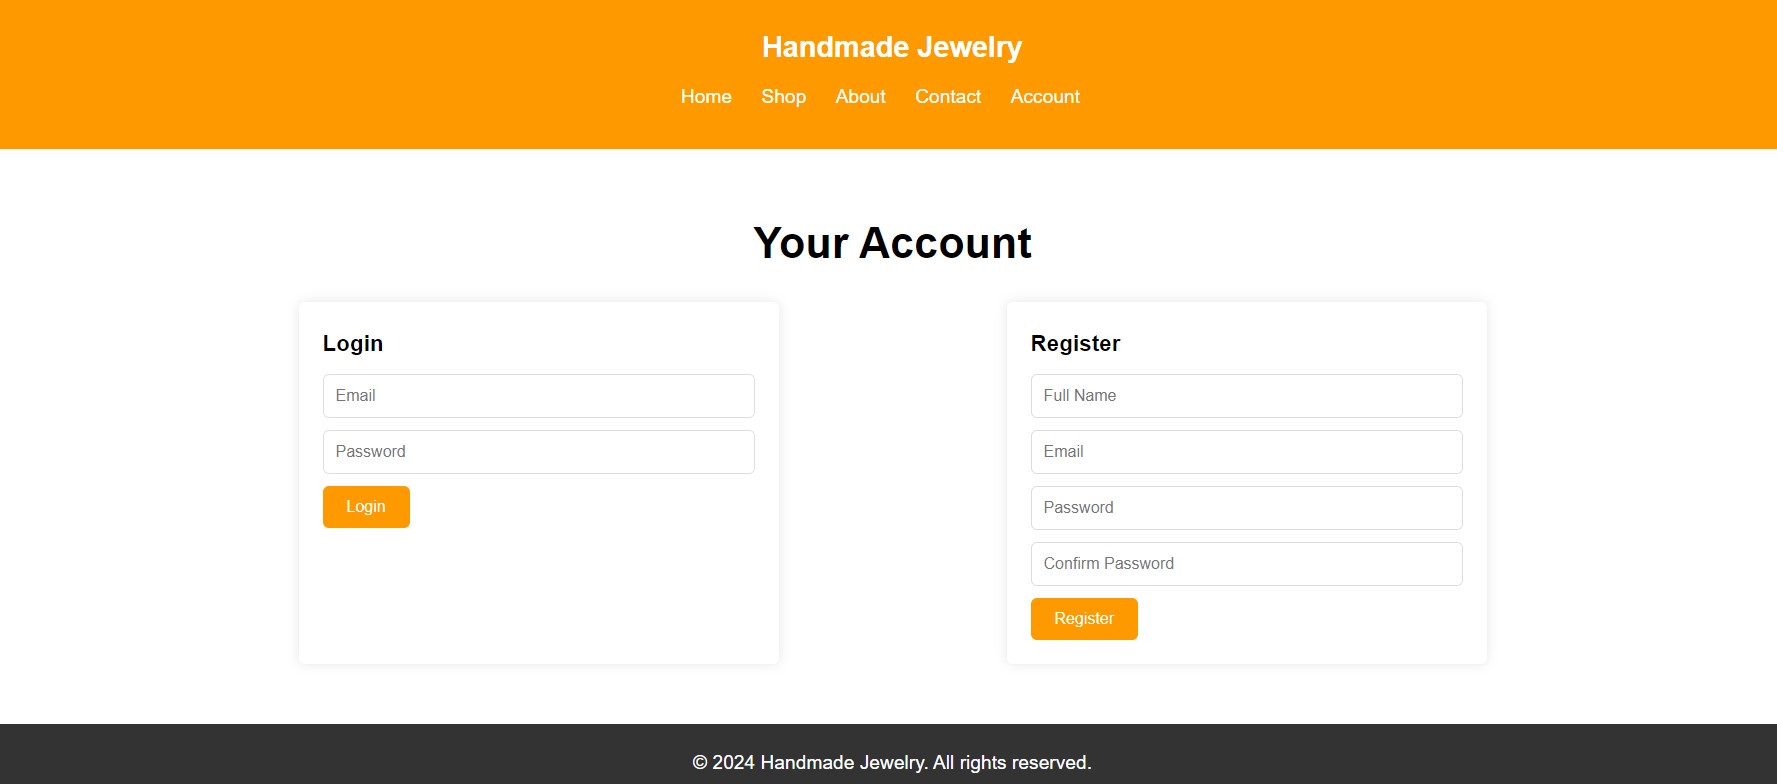 Handmade Jewelry
Home Shop About Contact Account
Your Account
Login
Email
Password
Login
Register
Full Name
Email
Password
Confirm Password
Register
© 2024 Handmade Jewelry. All rights reserved.